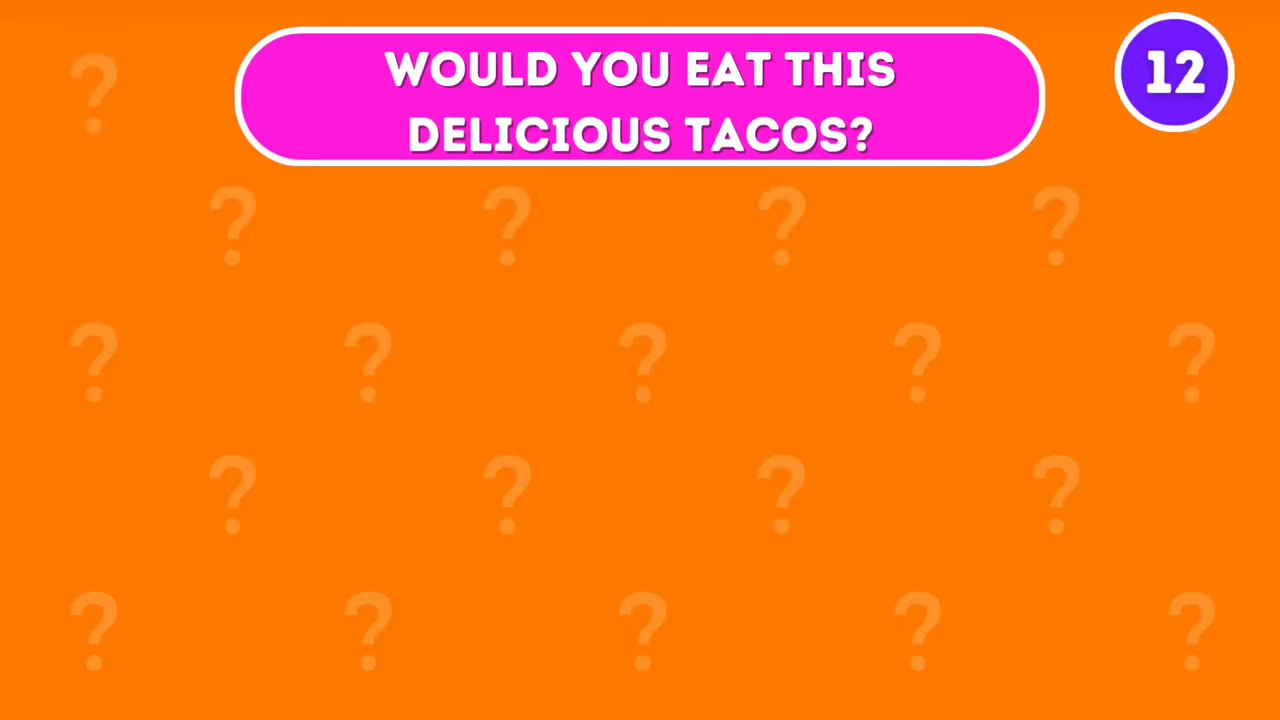 WOULD YOU EAT THIS
DELICIOUS TACOS?
12
?
? ? ? ?
? ? ? ? ?
? ? ? ?
? ? ? ? ?